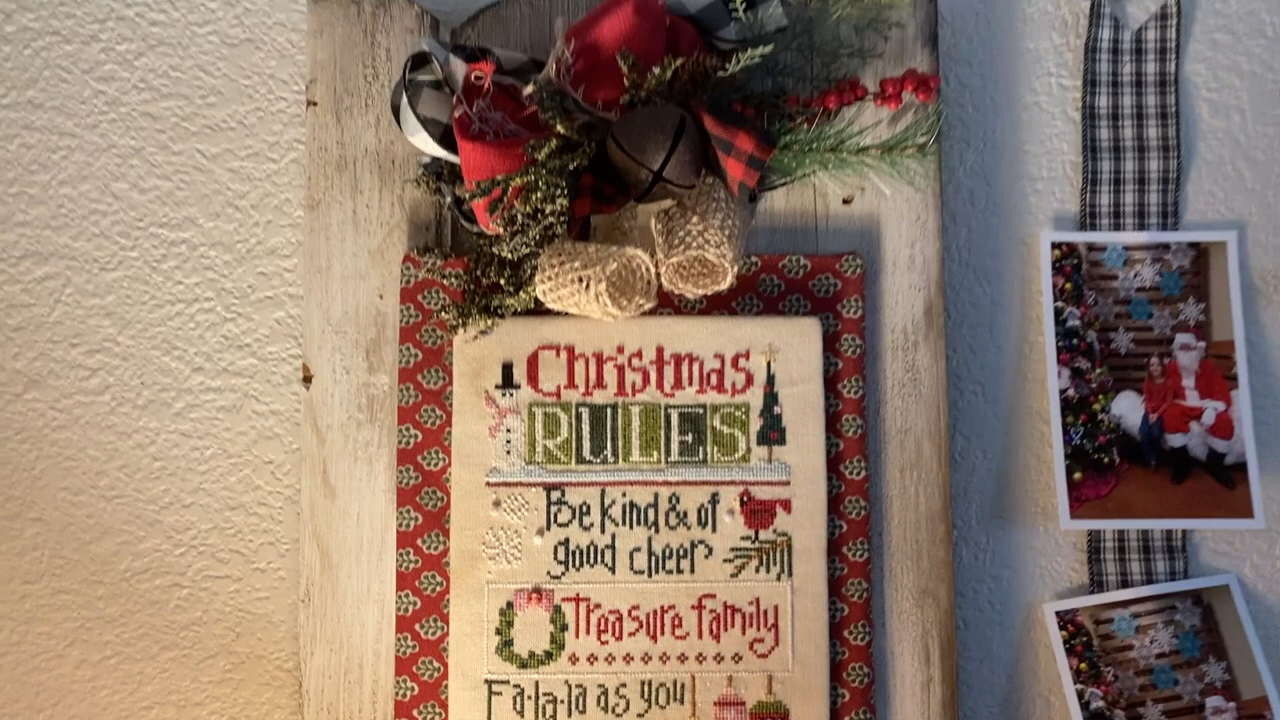 Christmas
RULES
Be kind & of
good cheer
Treasure family
Fa·la·la as you